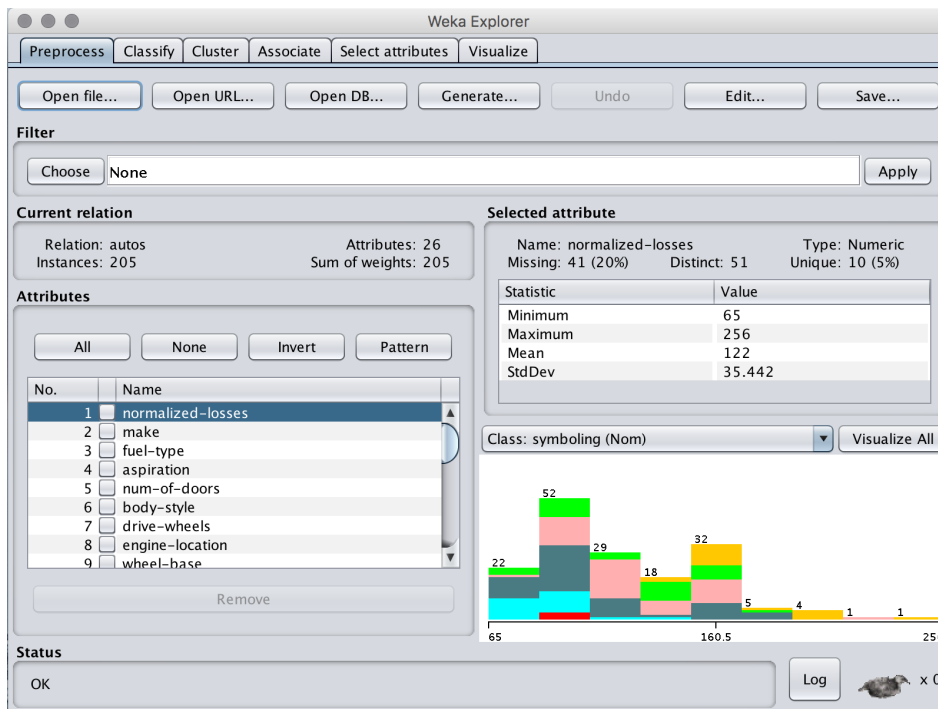 Weka Explorer
Preprocess Classify Cluster Associate Select attributes Visualize
Open file... Open URL... Open DB... Generate... Undo Edit... Save...
Filter
Choose None Apply
Current relation
Relation: autos Attributes: 26
Instances: 205 Sum of weights: 205
Selected attribute
Name: normalized-losses Type: Numeric
Missing: 41 (20%) Distinct: 51 Unique: 10 (5%)
Statistic Value
Minimum 65
Maximum 256
Mean 122
StdDev 35.442
Attributes
All None Invert Pattern
No. Name
1 normalized-losses
2 make
3 fuel-type
4 aspiration
5 num-of-doors
6 body-style
7 drive-wheels
8 engine-location
9 wheel-base
Remove
Class: symboling (Nom) Visualize All
22 52 29 18 32 5 4 1 1
65 160.5 25
Status
OK Log x 0